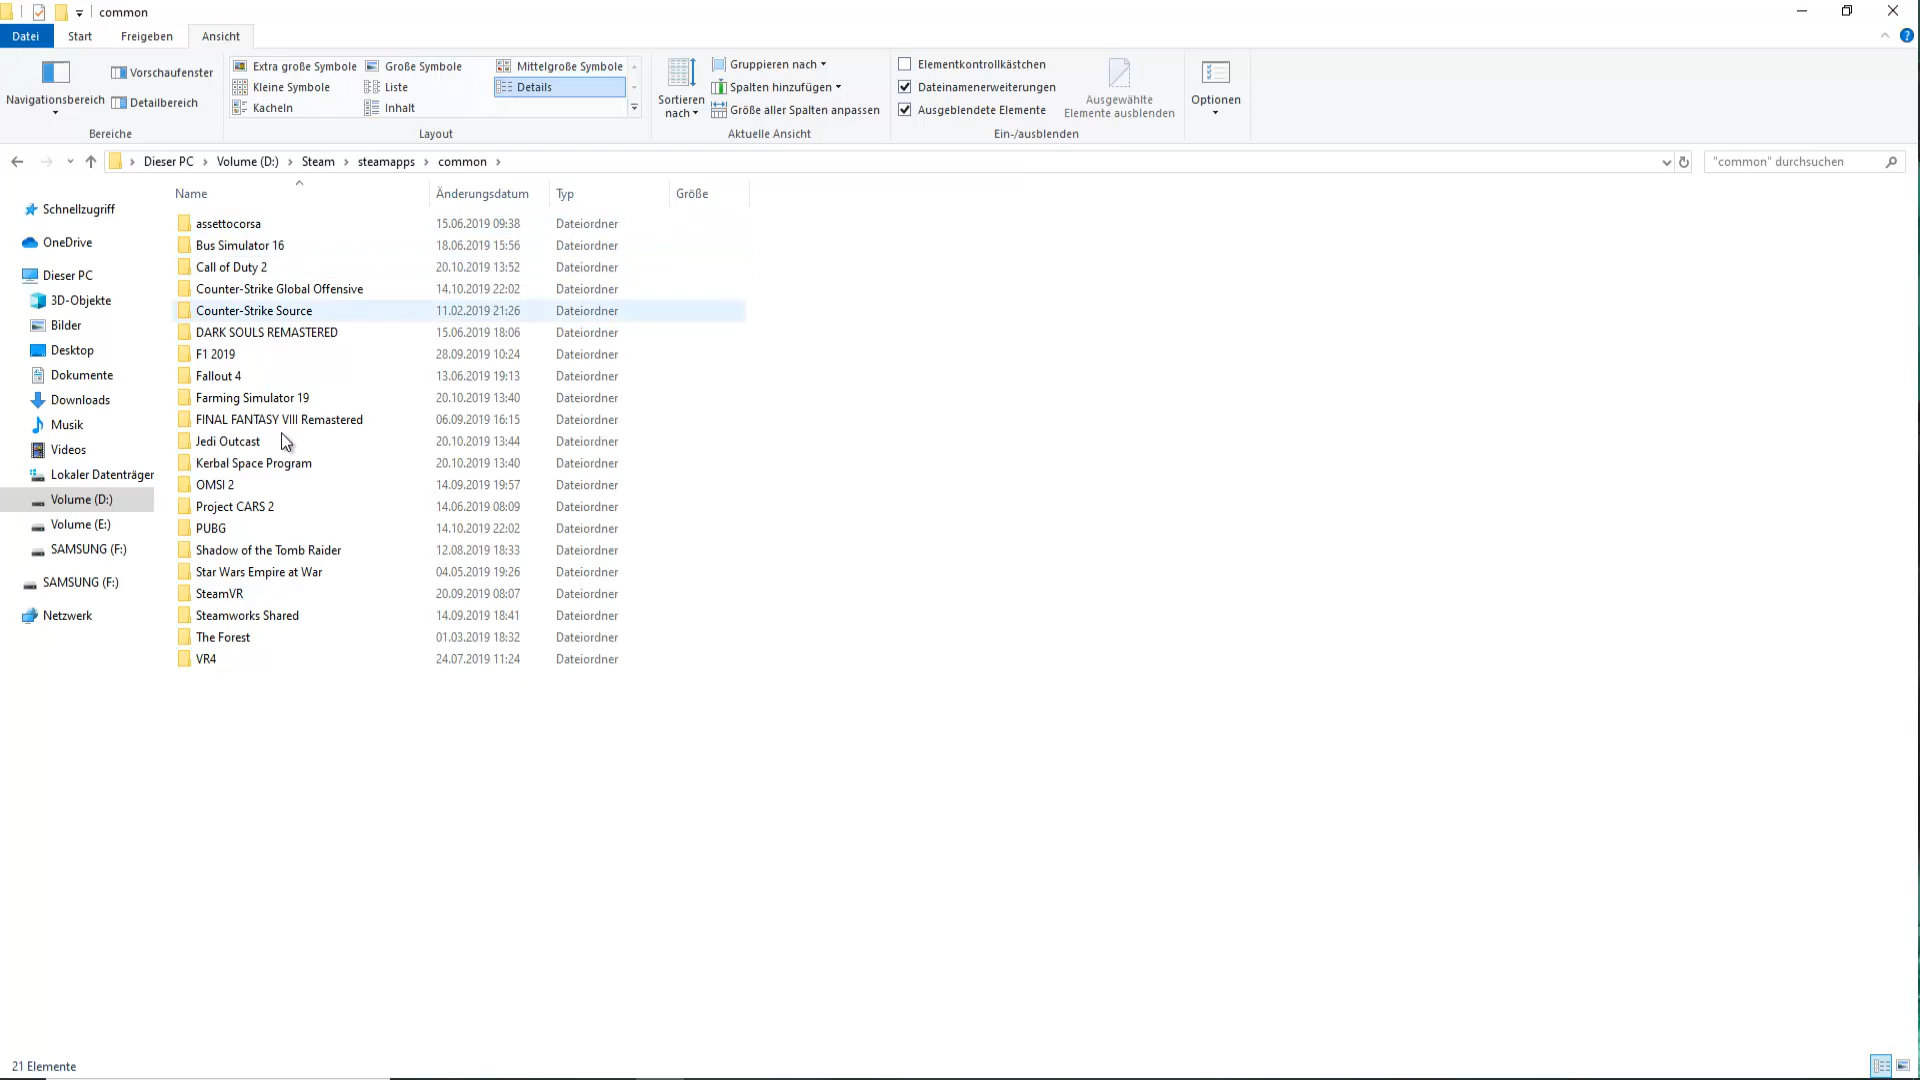 common
Datei Start Freigeben Ansicht
Navigationsbereich
Vorschaufenster
Detailbereich
Bereiche
Extra große Symbole Große Symbole Mittelgroße Symbole
Kleine Symbole Liste Details
Kacheln Inhalt
Layout
Sortieren nach
Gruppieren nach
Spalten hinzufügen
Größe aller Spalten anpassen
Aktuelle Ansicht
Elementkontrollkästchen
Dateinamenerweiterungen
Ausgeblendete Elemente
Ausgewählte Elemente ausblenden
Ein-/ausblenden
Optionen
Dieser PC › Volume (D:) › Steam › steamapps › common ›
"common" durchsuchen
Schnellzugriff
OneDrive
Dieser PC
3D-Objekte
Bilder
Desktop
Dokumente
Downloads
Musik
Videos
Lokaler Datenträger
Volume (D:)
Volume (E:)
SAMSUNG (F:)
SAMSUNG (F:)
Netzwerk
Name Änderungsdatum Typ Größe
assettocorsa 15.06.2019 09:38 Dateiordner
Bus Simulator 16 18.06.2019 15:56 Dateiordner
Call of Duty 2 20.10.2019 13:52 Dateiordner
Counter-Strike Global Offensive 14.10.2019 22:02 Dateiordner
Counter-Strike Source 11.02.2019 21:26 Dateiordner
DARK SOULS REMASTERED 15.06.2019 18:06 Dateiordner
F1 2019 28.09.2019 10:24 Dateiordner
Fallout 4 13.06.2019 19:13 Dateiordner
Farming Simulator 19 20.10.2019 13:40 Dateiordner
FINAL FANTASY VIII Remastered 06.09.2019 16:15 Dateiordner
Jedi Outcast 20.10.2019 13:44 Dateiordner
Kerbal Space Program 20.10.2019 13:40 Dateiordner
OMSI 2 14.09.2019 19:57 Dateiordner
Project CARS 2 14.06.2019 08:09 Dateiordner
PUBG 14.10.2019 22:02 Dateiordner
Shadow of the Tomb Raider 12.08.2019 18:33 Dateiordner
Star Wars Empire at War 04.05.2019 19:26 Dateiordner
SteamVR 20.09.2019 08:07 Dateiordner
Steamworks Shared 14.09.2019 18:41 Dateiordner
The Forest 01.03.2019 18:32 Dateiordner
VR4 24.07.2019 11:24 Dateiordner
21 Elemente